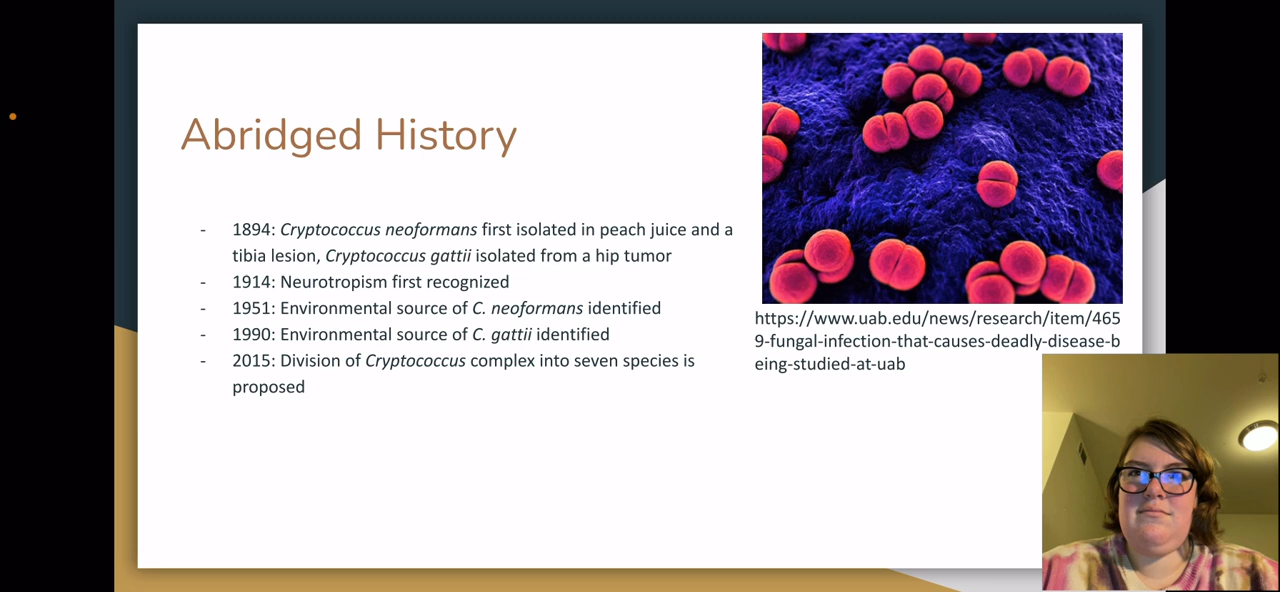 Abridged History
- 1894: Cryptococcus neoformans first isolated in peach juice and a
tibia lesion, Cryptococcus gattii isolated from a hip tumor
- 1914: Neurotropism first recognized
- 1951: Environmental source of C. neoformans identified
- 1990: Environmental source of C. gattii identified
- 2015: Division of Cryptococcus complex into seven species is
proposed
https://www.uab.edu/news/research/item/465
9-fungal-infection-that-causes-deadly-disease-b
eing-studied-at-uab